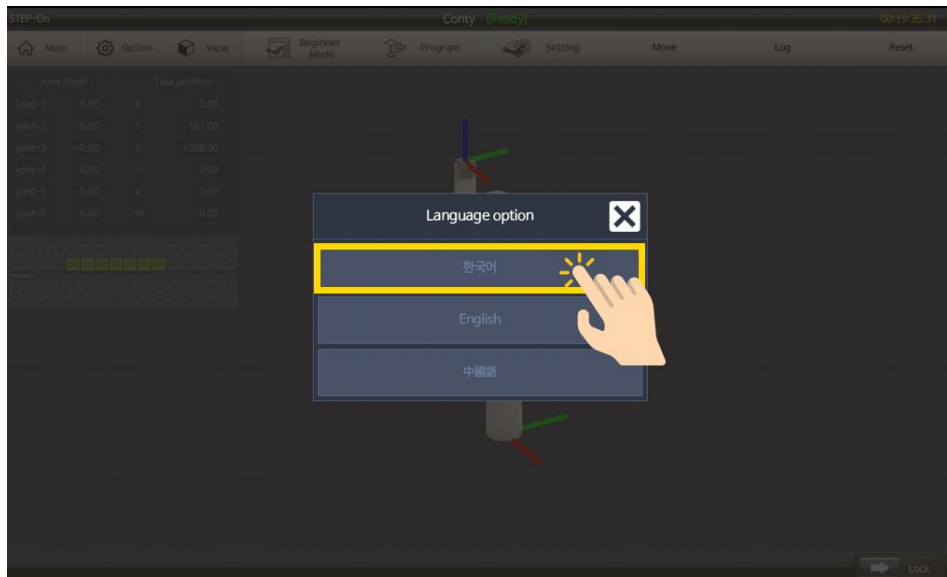 STEP-On Conty [Ready] 00:19:35.31
Main Option View Beginner Mode Program Setting Move Log Reset
Joint Angle Task position
Joint-1 0.00 X 0.00
Joint-2 -0.00 Y -187.00
Joint-3 -0.00 Z 1328.00
Joint-4 0.00 U 0.00
Joint-5 -0.00 V 0.00
Joint-6 0.00 W 0.00
Language option
한국어
English
中國語
Lock